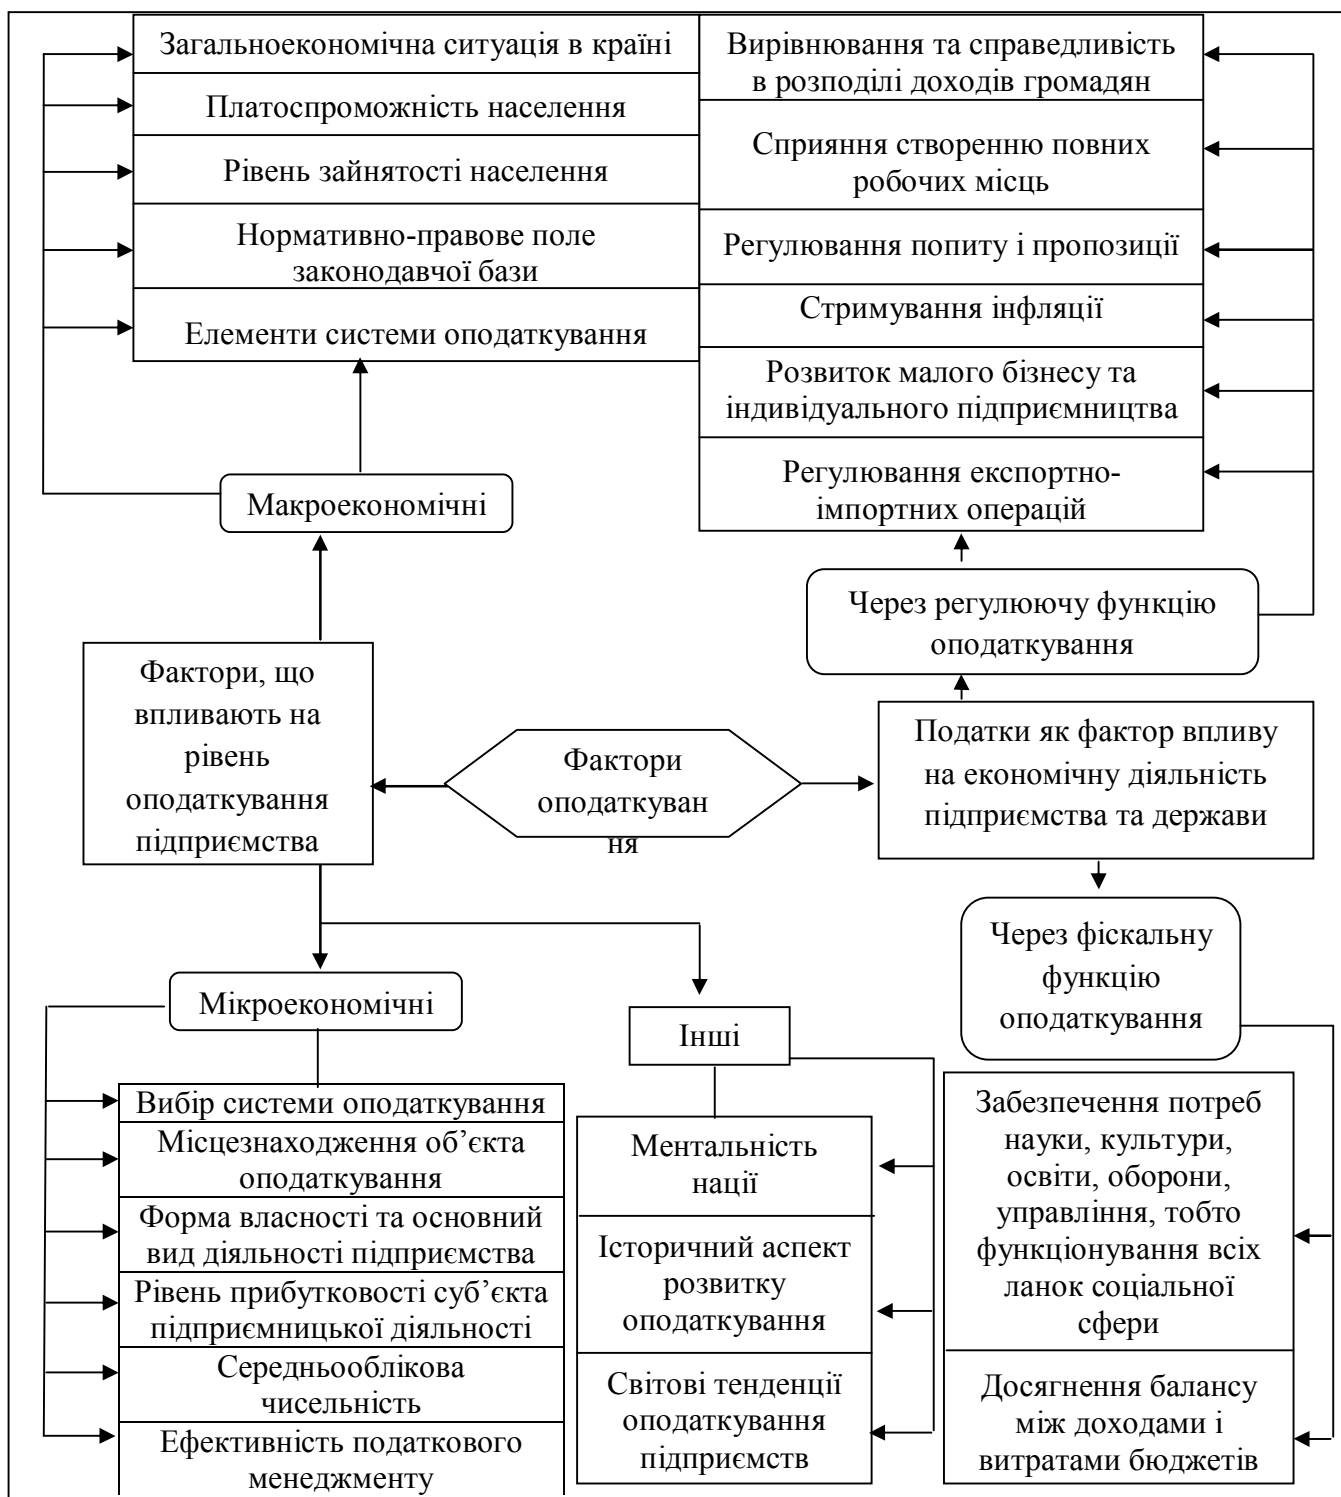 Загальноекономічна ситуація в країні
Платоспроможність населення
Рівень зайнятості населення
Нормативно-правове поле
законодавчої бази
Елементи системи оподаткування
Вирівнювання та справедливість
в розподілі доходів громадян
Сприяння створенню повних
робочих місць
Регулювання попиту і пропозиції
Стримування інфляції
Розвиток малого бізнесу та
індивідуального підприємництва
Регулювання експортно-
імпортних операцій
Макроекономічні
Через регулюючу функцію
оподаткування
Фактори, що
впливають на
рівень
оподаткування
підприємства
Фактори
оподаткуван
ня
Податки як фактор впливу
на економічну діяльність
підприємства та держави
Через фіскальну
функцію
оподаткування
Мікроекономічні
Інші
Вибір системи оподаткування
Місцезнаходження об’єкта
оподаткування
Форма власності та основний
вид діяльності підприємства
Рівень прибутковості суб’єкта
підприємницької діяльності
Середньооблікова
чисельність
Ефективність податкового
менеджменту
Ментальність
нації
Історичний аспект
розвитку
оподаткування
Світові тенденції
оподаткування
підприємств
Забезпечення потреб
науки, культури,
освіти, оборони,
управління, тобто
функціонування всіх
ланок соціальної
сфери
Досягнення балансу
між доходами і
витратами бюджетів